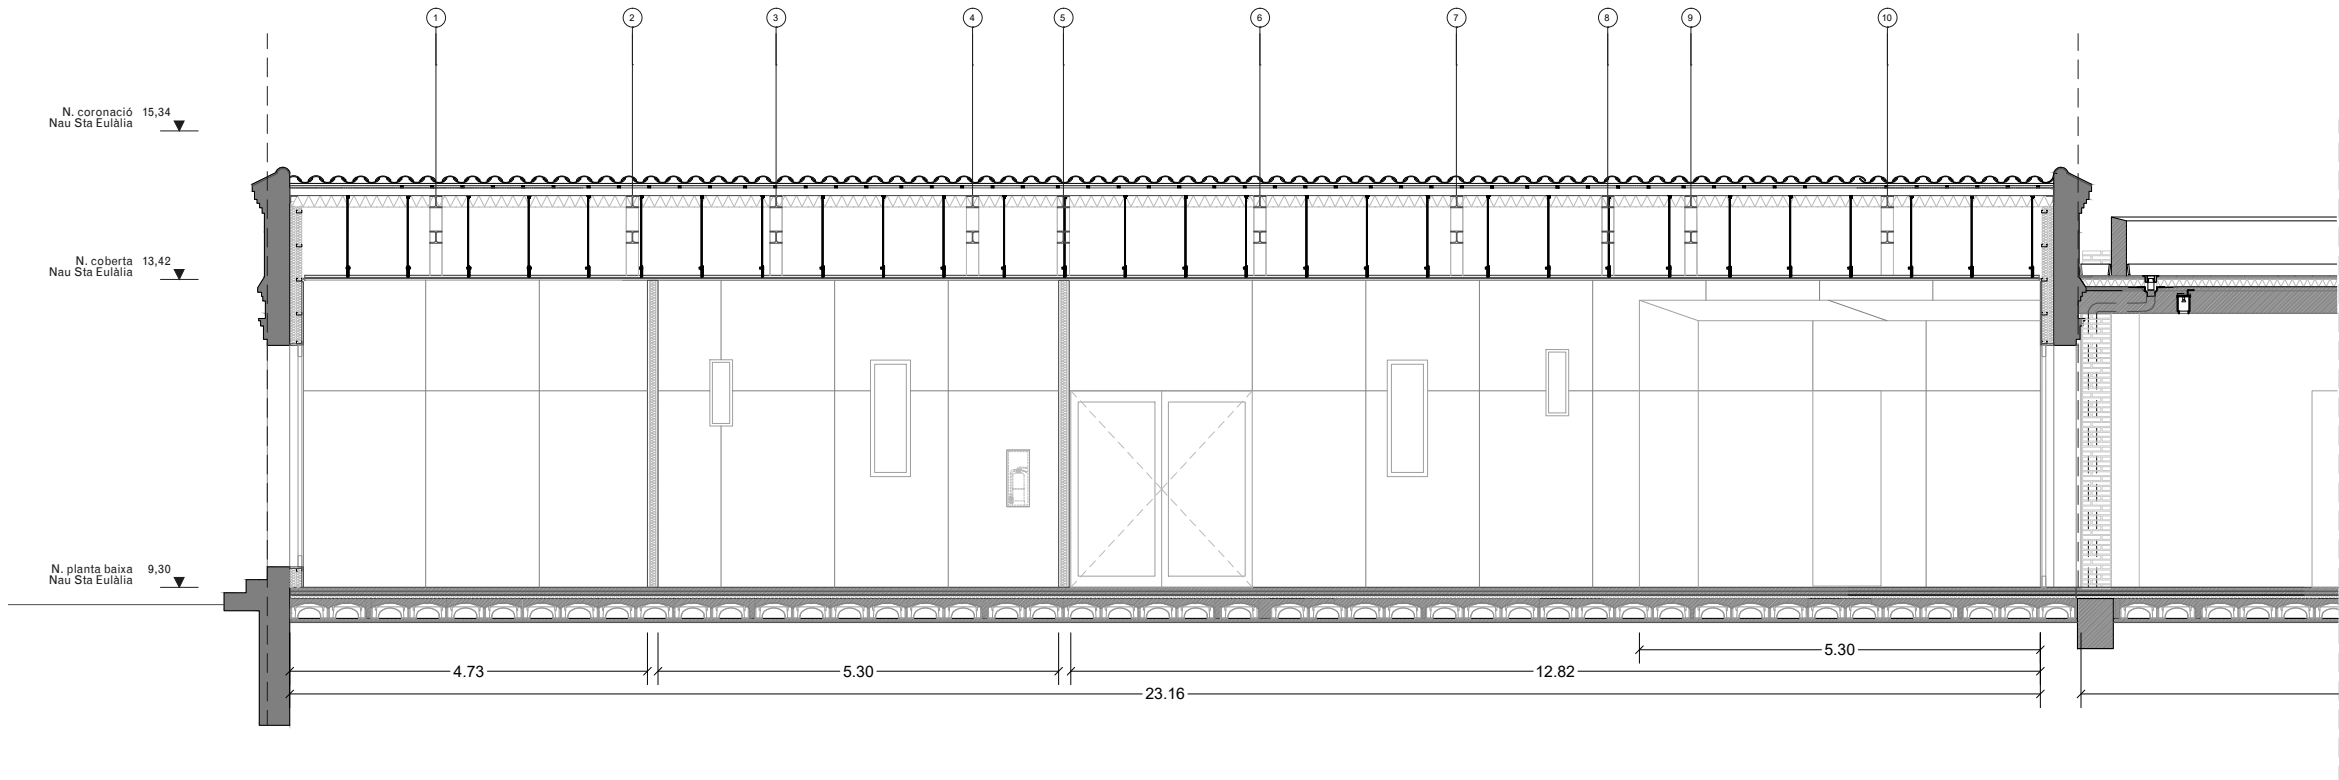 1 2 3 4 5 6 7 8 9 10
N. coronació 15,34
Nau Sta Eulàlia
N. coberta 13,42
Nau Sta Eulàlia
N. planta baixa 9,30
Nau Sta Eulàlia
5.30
4.73 5.30 12.82
23.16